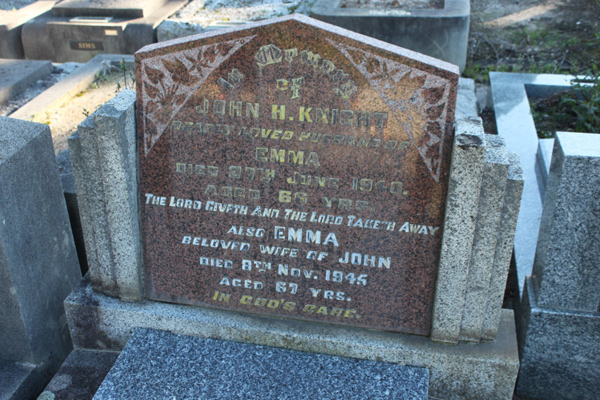 SIMS
IN MEMORY
OF
JOHN H. KNIGHT
DEARLY LOVED HUSBAND OF
EMMA
DIED JUNE 1940.
AGED 66 YRS.
THE LORD GIVETH AND THE LORD TAKETH AWAY
ALSO EMMA
BELOVED WIFE OF JOHN
DIED 8TH NOV. 1945
AGED 67 YRS.
IN GOD'S CARE.